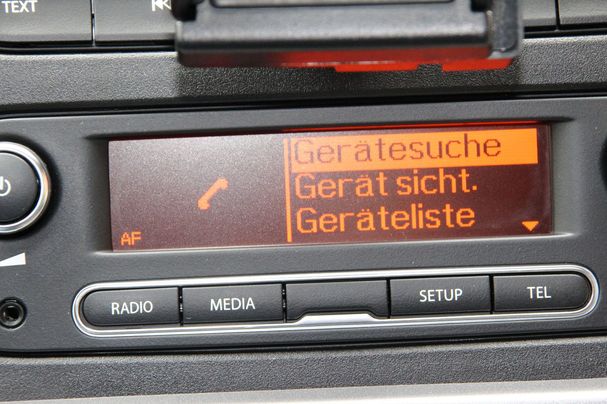 TEXT
Gerätesuche
Gerät sicht.
Geräteliste
AF
RADIO
MEDIA
SETUP
TEL